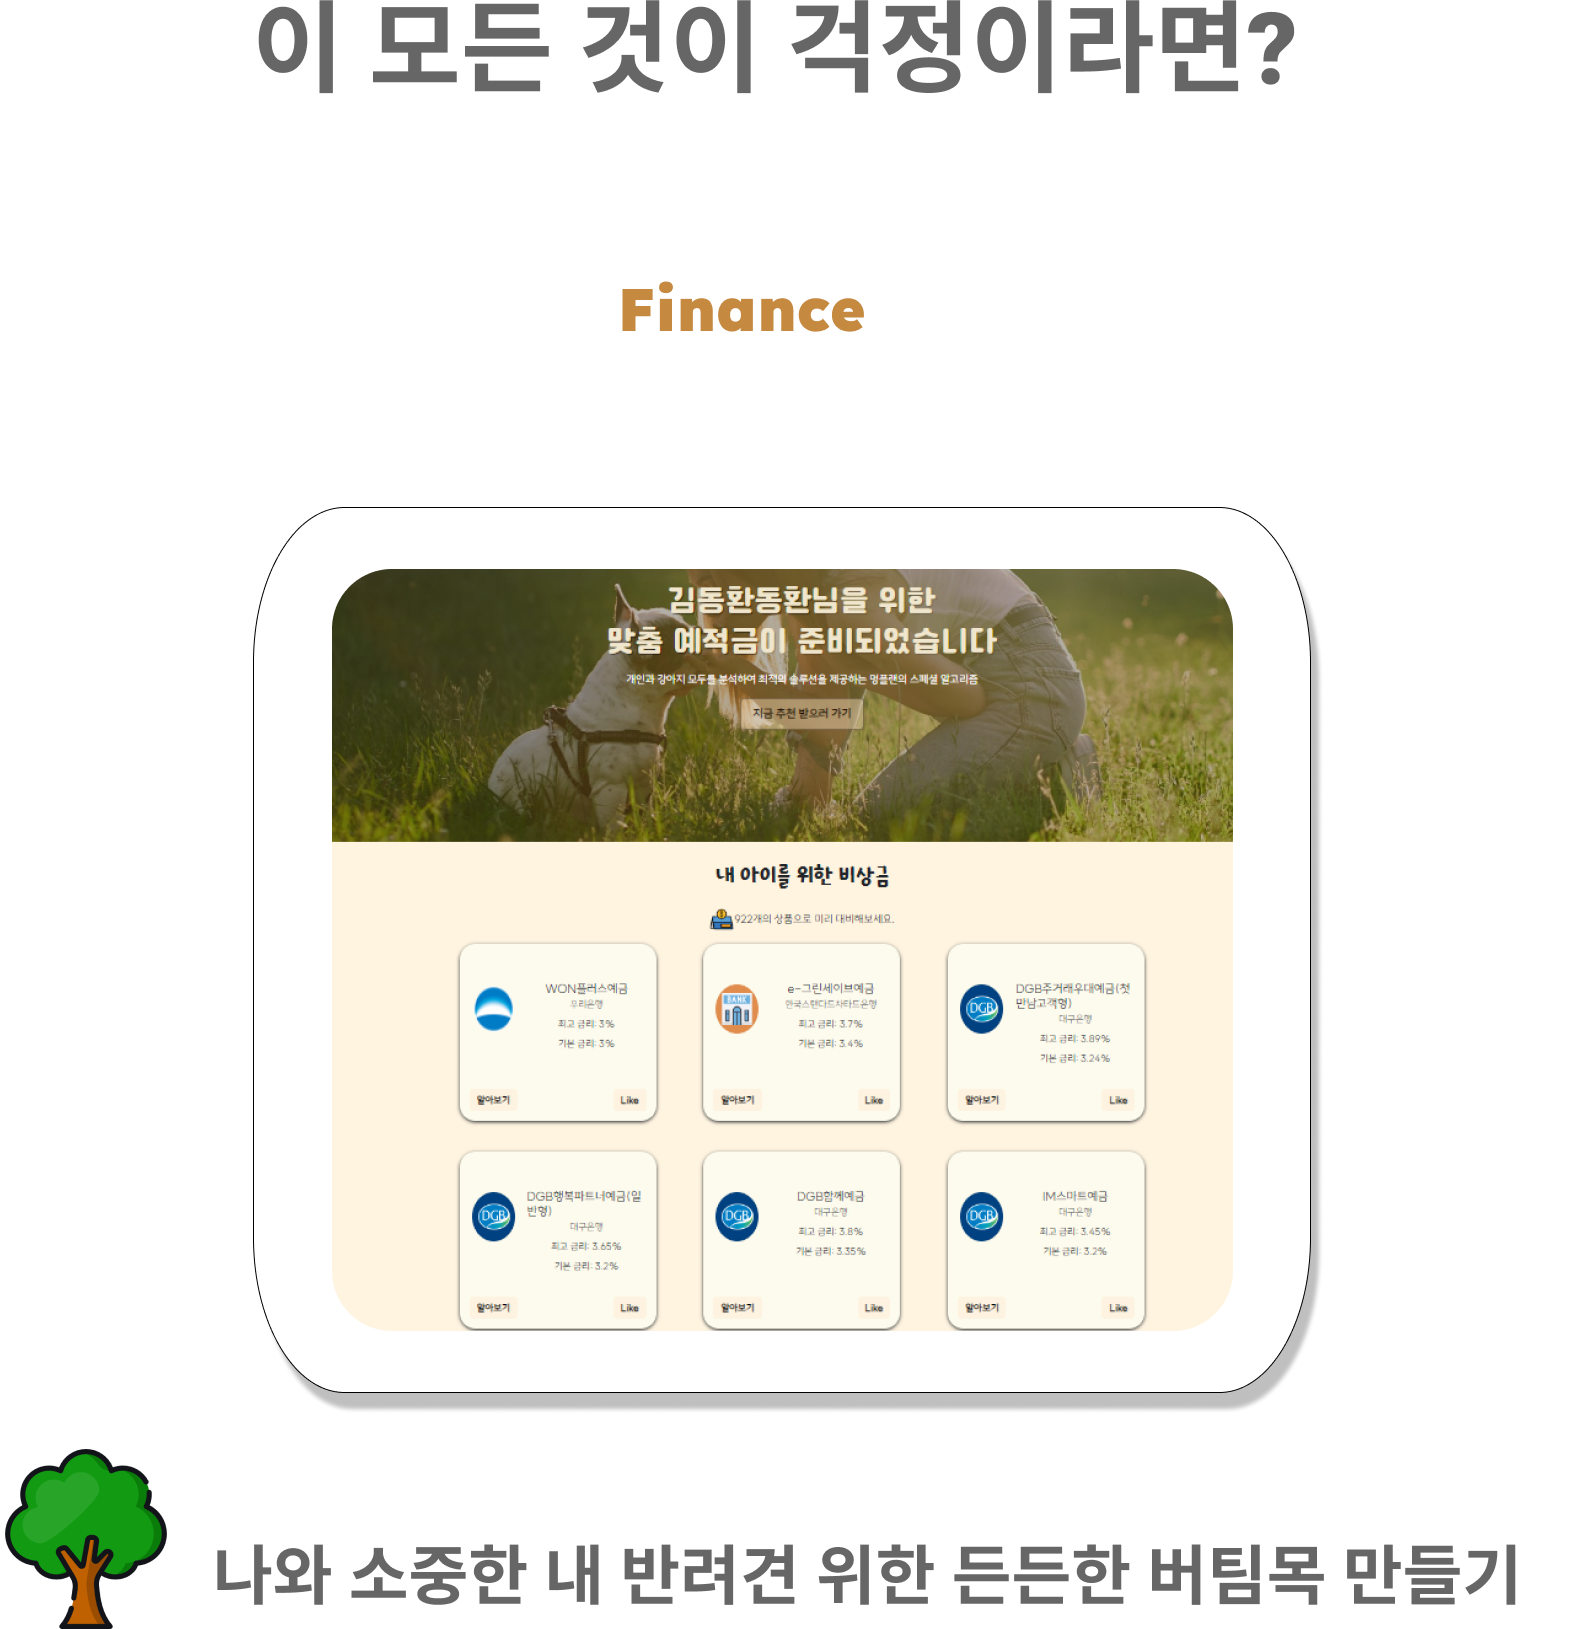 이 모든 것이 걱정이라면?
Finance
김동환동환님을 위한
맞춤 예적금이 준비되었습니다
개인과 강아지 모두를 분석하여 최적의 솔루션을 제공하는 멍플랜의 스페셜 알고리즘
지금 추천 받으러 가기
내 아이를 위한 비상금
922개의 상품으로 미리 대비해보세요.
WON플러스예금
우리은행
최고 금리: 3%
기본 금리: 3%
알아보기
Like
BANK
e-그린세이브예금
한국스탠다드차타드은행
최고 금리: 3.7%
기본 금리: 3.4%
알아보기
Like
DGB
DGB주거래우대예금(첫
만남고객형)
대구은행
최고 금리: 3.89%
기본 금리: 3.24%
알아보기
Like
DGB
DGB행복파트너예금(일
반형)
대구은행
최고 금리: 3.65%
기본 금리: 3.2%
알아보기
Like
DGB
DGB함께예금
대구은행
최고 금리: 3.8%
기본 금리: 3.35%
알아보기
Like
DGB
IM스마트예금
대구은행
최고 금리: 3.45%
기본 금리: 3.2%
알아보기
Like
나와 소중한 내 반려견 위한 든든한 버팀목 만들기